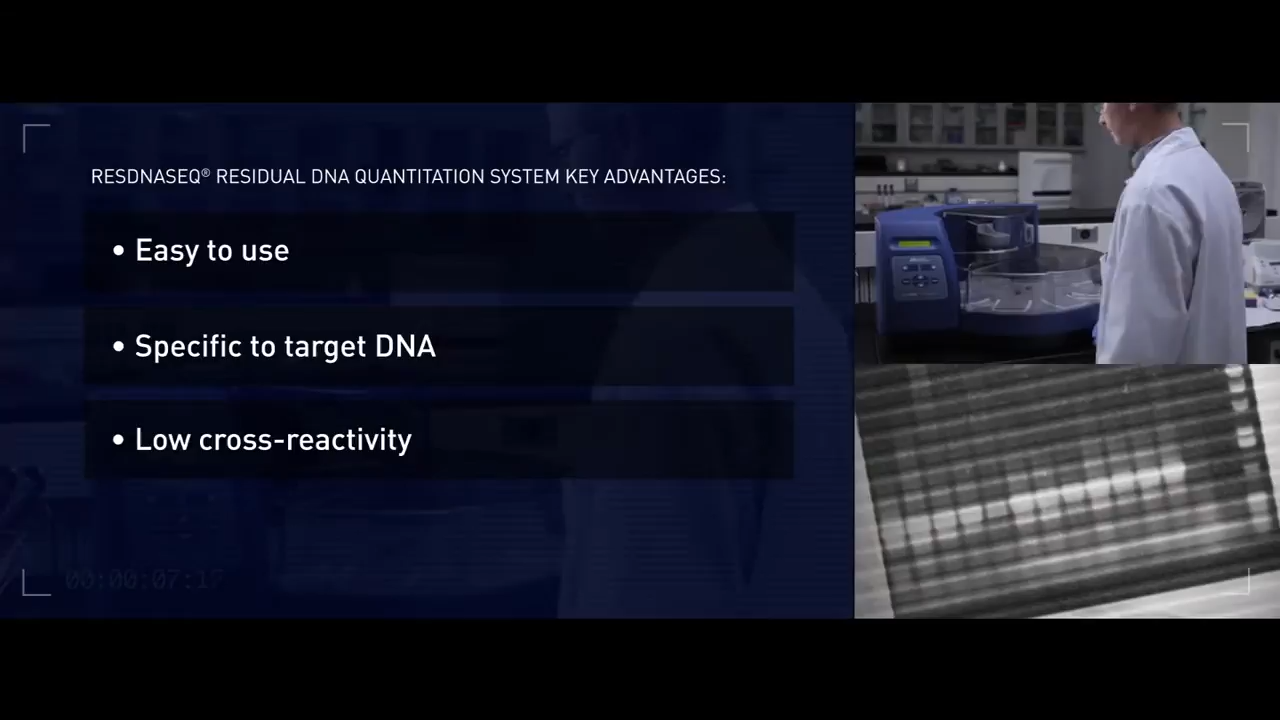 RESDNASEQ® RESIDUAL DNA QUANTITATION SYSTEM KEY ADVANTAGES:
• Easy to use
• Specific to target DNA
• Low cross-reactivity